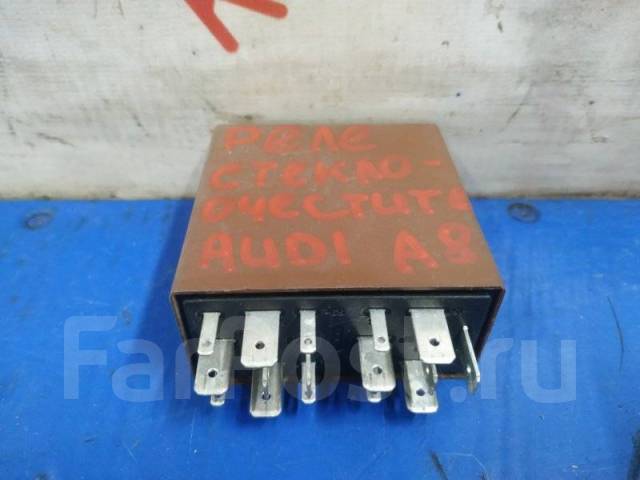 РЕЛЕ
СТЕКЛО-
ОЧЕСТИТЕ
AUDI A8
FarPost.ru